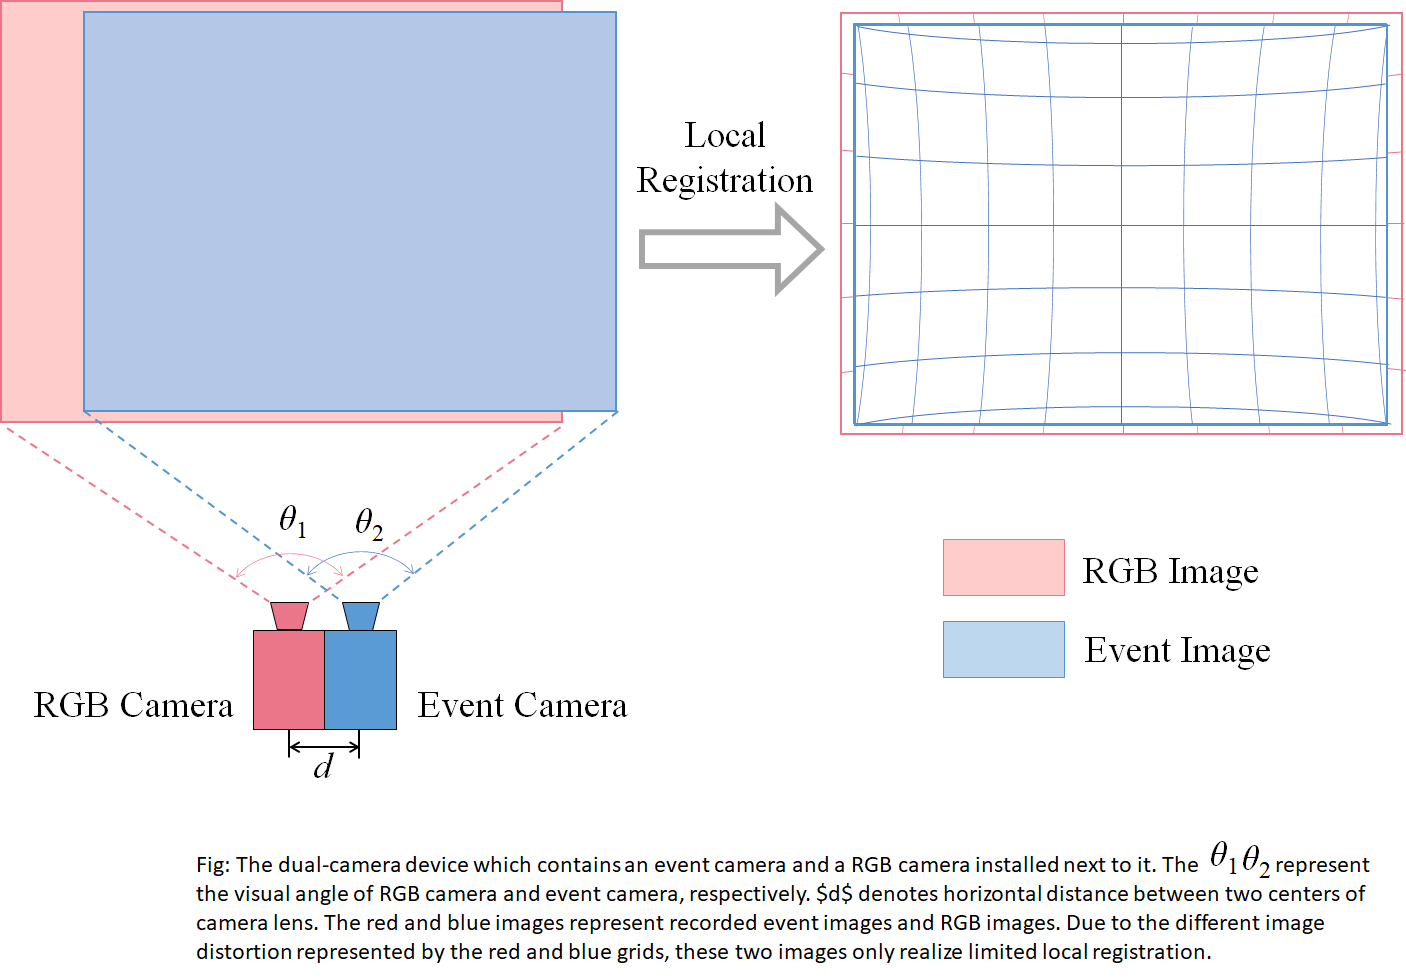 Local
Registration
θ1
θ2
RGB Image
Event Image
RGB Camera
Event Camera
d
Fig: The dual-camera device which contains an event camera and a RGB camera installed next to it. The θ1 θ2 represent
the visual angle of RGB camera and event camera, respectively. $d$ denotes horizontal distance between two centers of
camera lens. The red and blue images represent recorded event images and RGB images. Due to the different image
distortion represented by the red and blue grids, these two images only realize limited local registration.